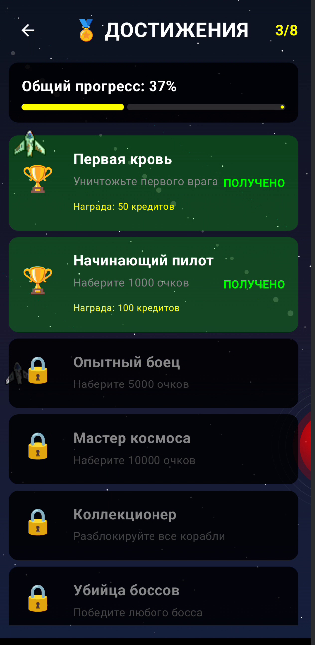 ДОСТИЖЕНИЯ 3/8
Общий прогресс: 37%
Первая кровь
Уничтожьте первого врага ПОЛУЧЕНО
Награда: 50 кредитов
Начинающий пилот
Наберите 1000 очков ПОЛУЧЕНО
Награда: 100 кредитов
Опытный боец
Наберите 5000 очков
Мастер космоса
Наберите 10000 очков
Коллекционер
Разблокируйте все корабли
Убийца боссов
Победите любого босса